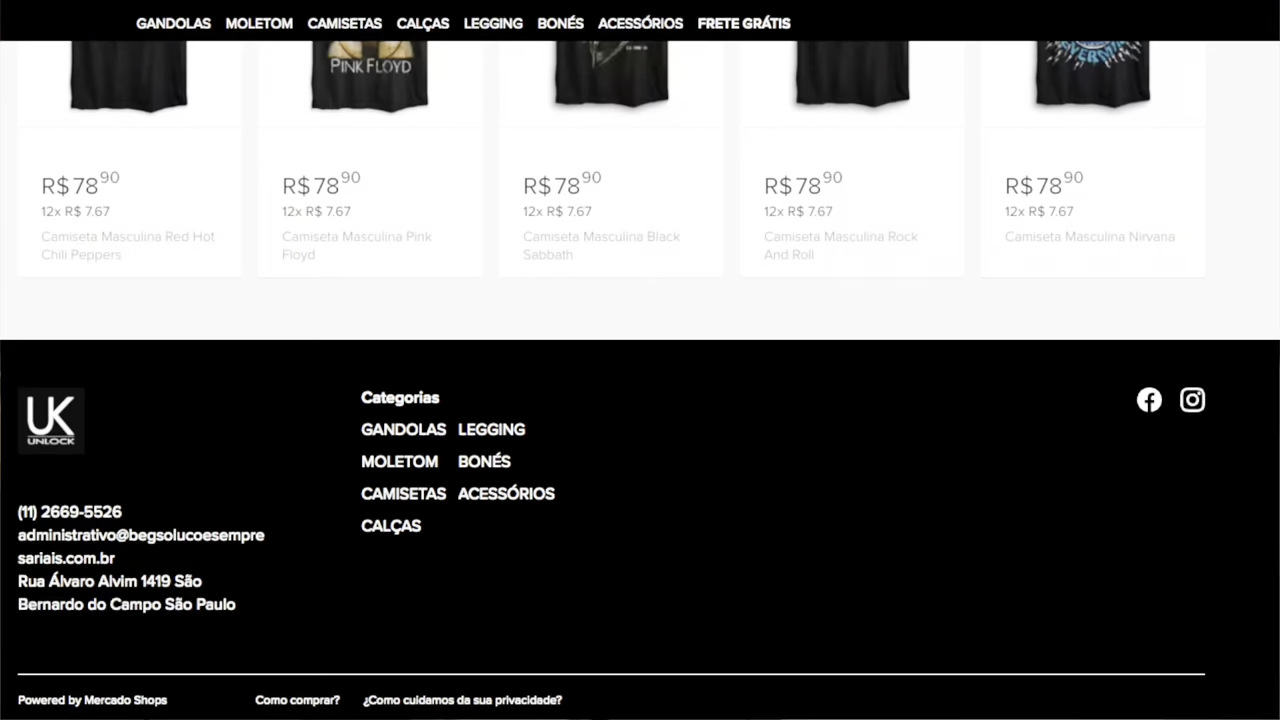 GANDOLAS MOLETOM CAMISETAS CALÇAS LEGGING BONÉS ACESSÓRIOS FRETE GRÁTIS
PINK FLOYD
R$ 78 90 R$ 78 90 R$ 78 90 R$ 78 90 R$ 78 90
12x R$ 7.67 12x R$ 7.67 12x R$ 7.67 12x R$ 7.67 12x R$ 7.67
Camiseta Masculina Red Hot Camiseta Masculina Pink Camiseta Masculina Black Camiseta Masculina Rock Camiseta Masculina Nirvana
Chili Peppers Floyd Sabbath And Roll
UK
UNLOCK
Categorias
GANDOLAS LEGGING
MOLETOM BONÉS
CAMISETAS ACESSÓRIOS
CALÇAS
(11) 2669-5526
administrativo@begsolucoesempre
sariais.com.br
Rua Álvaro Alvim 1419 São
Bernardo do Campo São Paulo
Powered by Mercado Shops Como comprar? ¿Como cuidamos da sua privacidade?